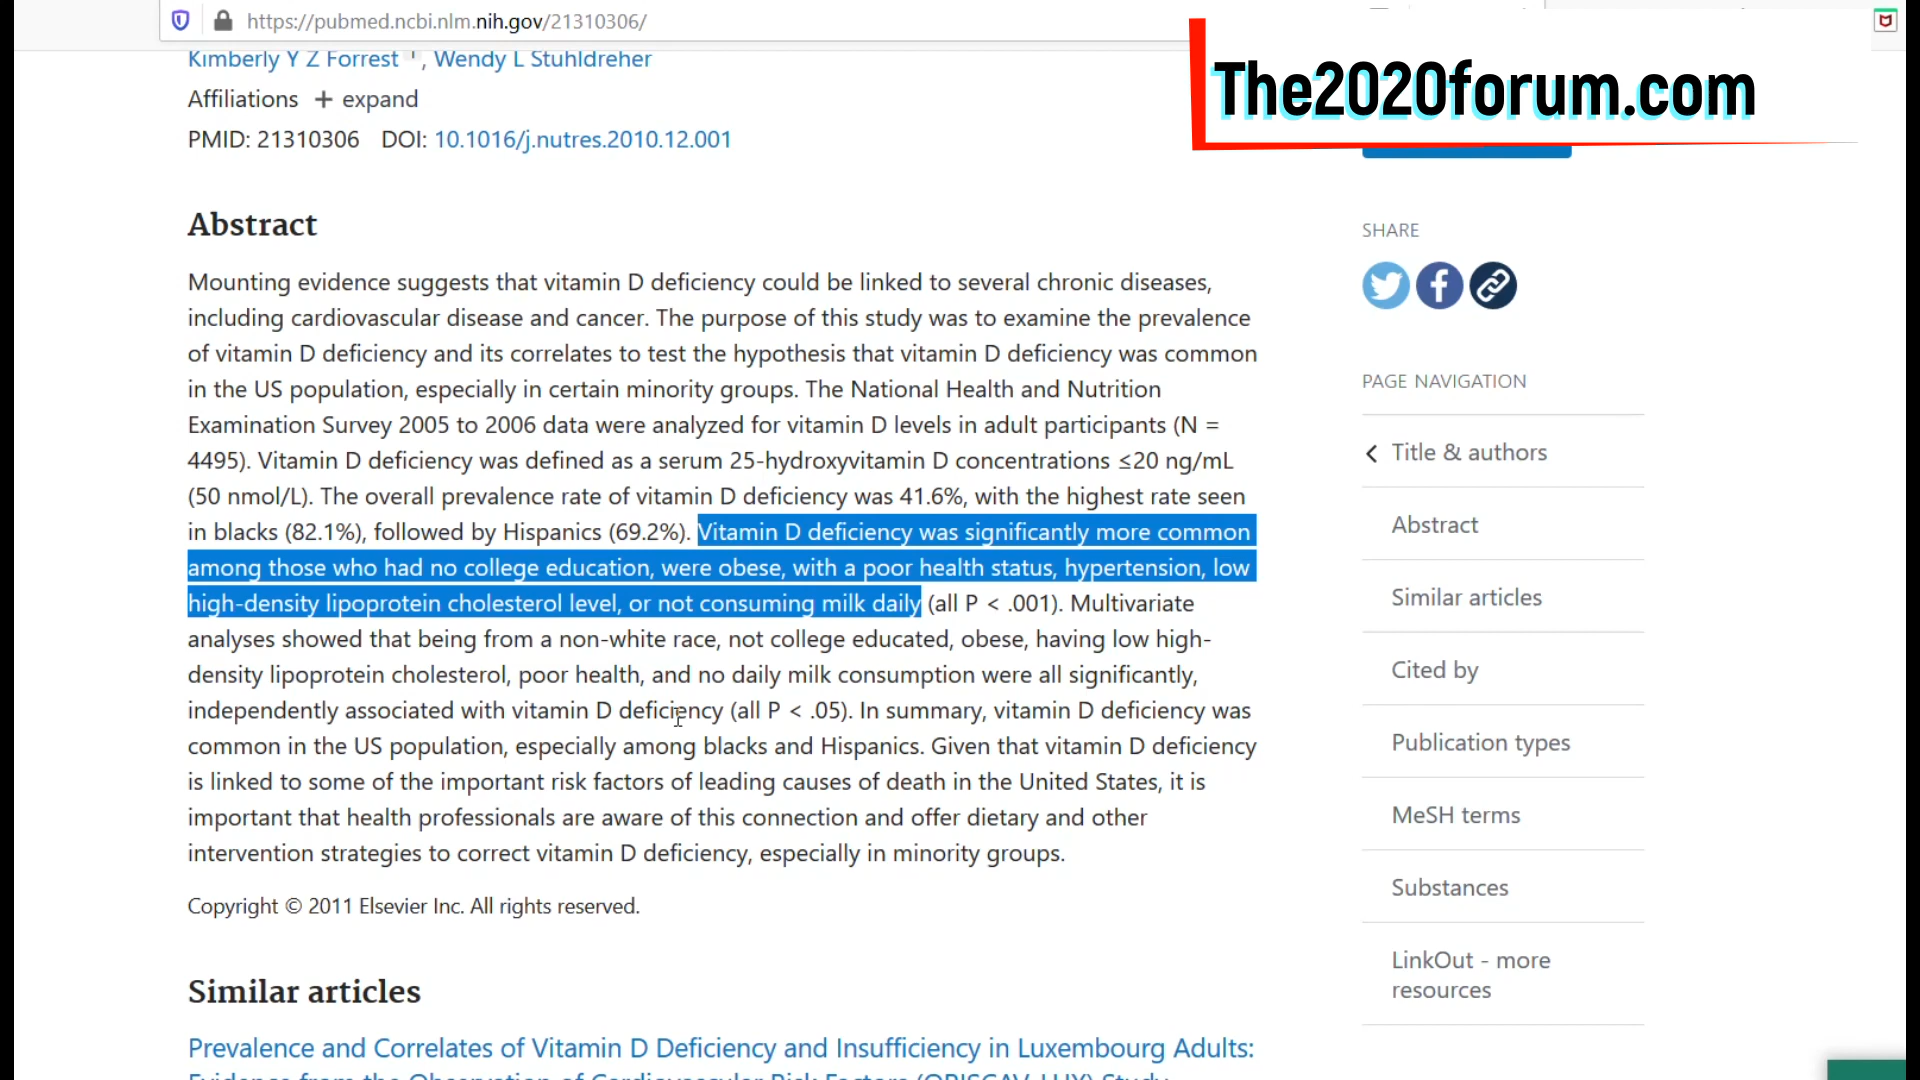 https://pubmed.ncbi.nlm.nih.gov/21310306/
The2020forum.com
Kimberly Y Z Forrest 1, Wendy L Stuhldreher
Affiliations + expand
PMID: 21310306 DOI: 10.1016/j.nutres.2010.12.001
Abstract
Mounting evidence suggests that vitamin D deficiency could be linked to several chronic diseases,
including cardiovascular disease and cancer. The purpose of this study was to examine the prevalence
of vitamin D deficiency and its correlates to test the hypothesis that vitamin D deficiency was common
in the US population, especially in certain minority groups. The National Health and Nutrition
Examination Survey 2005 to 2006 data were analyzed for vitamin D levels in adult participants (N =
4495). Vitamin D deficiency was defined as a serum 25-hydroxyvitamin D concentrations ≤20 ng/mL
(50 nmol/L). The overall prevalence rate of vitamin D deficiency was 41.6%, with the highest rate seen
in blacks (82.1%), followed by Hispanics (69.2%). Vitamin D deficiency was significantly more common
among those who had no college education, were obese, with a poor health status, hypertension, low
high-density lipoprotein cholesterol level, or not consuming milk daily (all P < .001). Multivariate
analyses showed that being from a non-white race, not college educated, obese, having low high-
density lipoprotein cholesterol, poor health, and no daily milk consumption were all significantly,
independently associated with vitamin D deficiency (all P < .05). In summary, vitamin D deficiency was
common in the US population, especially among blacks and Hispanics. Given that vitamin D deficiency
is linked to some of the important risk factors of leading causes of death in the United States, it is
important that health professionals are aware of this connection and offer dietary and other
intervention strategies to correct vitamin D deficiency, especially in minority groups.
Copyright © 2011 Elsevier Inc. All rights reserved.
Similar articles
Prevalence and Correlates of Vitamin D Deficiency and Insufficiency in Luxembourg Adults:
Evidence from the Observation of Cardiovascular Risk Factors (ORISCAV-LUX) Study
SHARE
PAGE NAVIGATION
Title & authors
Abstract
Similar articles
Cited by
Publication types
MeSH terms
Substances
LinkOut - more
resources